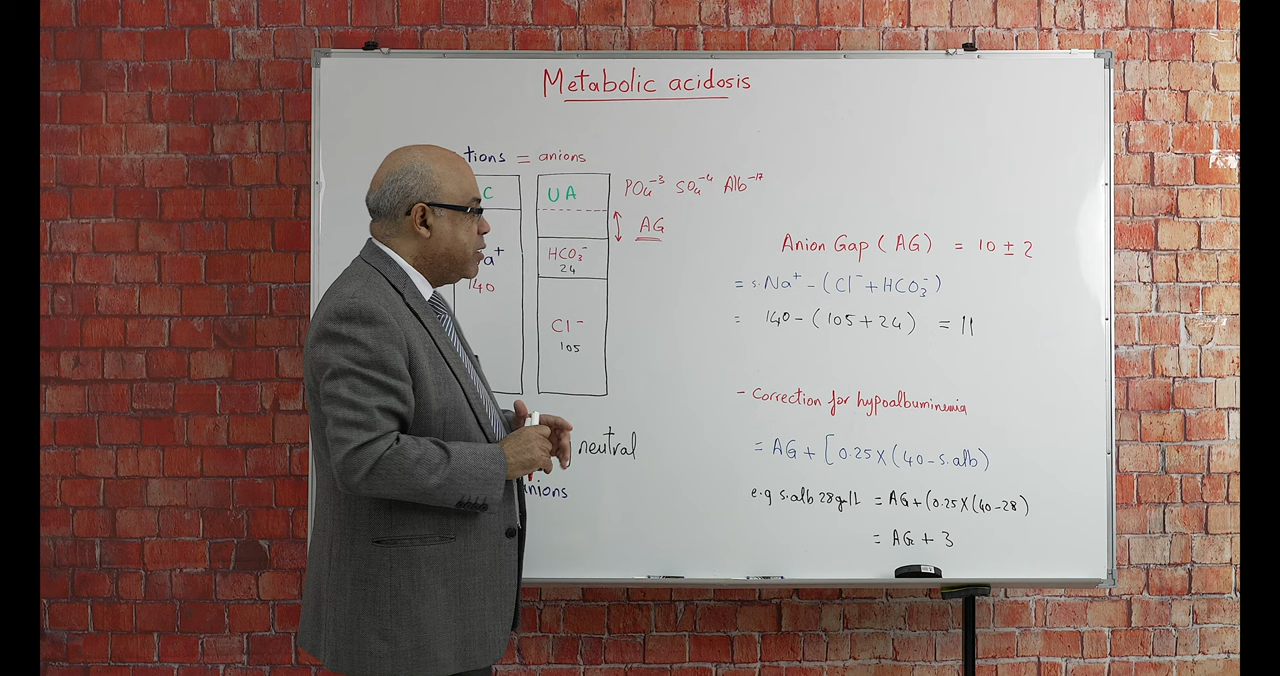 Metabolic acidosis
tions = anions
C
UA
PO₄⁻³ SO₄⁻⁴ Alb⁻¹⁷
AG
a⁺
140
HCO₃⁻
24
Cl⁻
105
neutral
anions
Anion Gap (AG) = 10 ± 2
= s.Na⁺ - (Cl⁻ + HCO₃⁻)
= 140 - (105 + 24) = 11
- Correction for hypoalbuminemia
= AG + [0.25 X (40 - s.alb)
e.g s.alb 28g/L = AG + (0.25 X (40 - 28)
= AG + 3